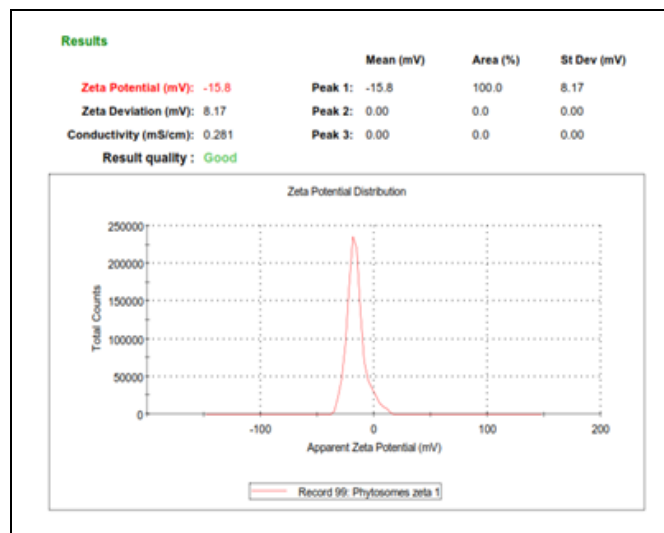 Results
Mean (mV) Area (%) St Dev (mV)
Zeta Potential (mV): -15.8 Peak 1: -15.8 100.0 8.17
Zeta Deviation (mV): 8.17 Peak 2: 0.00 0.0 0.00
Conductivity (mS/cm): 0.281 Peak 3: 0.00 0.0 0.00
Result quality : Good
Zeta Potential Distribution
250000
200000
150000
100000
50000
0
Total Counts
-100 0 100 200
Apparent Zeta Potential (mV)
Record 99: Phytosomes zeta 1